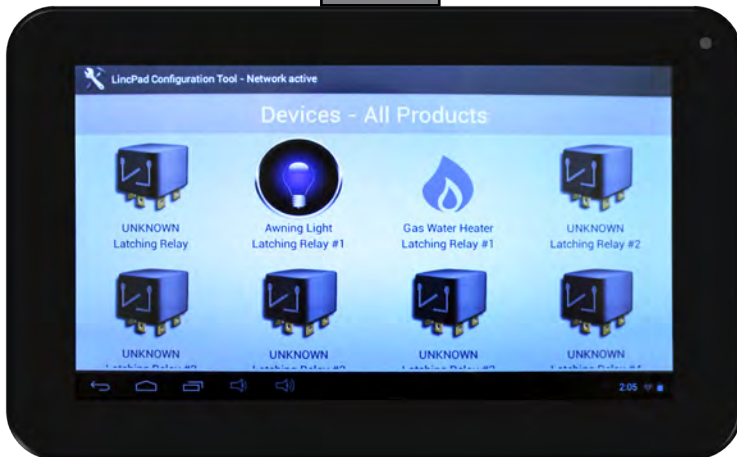 LincPad Configuration Tool - Network active
Devices - All Products
UNKNOWN
Latching Relay
Awning Light
Latching Relay #1
Gas Water Heater
Latching Relay #1
UNKNOWN
Latching Relay #2
UNKNOWN
UNKNOWN
UNKNOWN
UNKNOWN
2:05